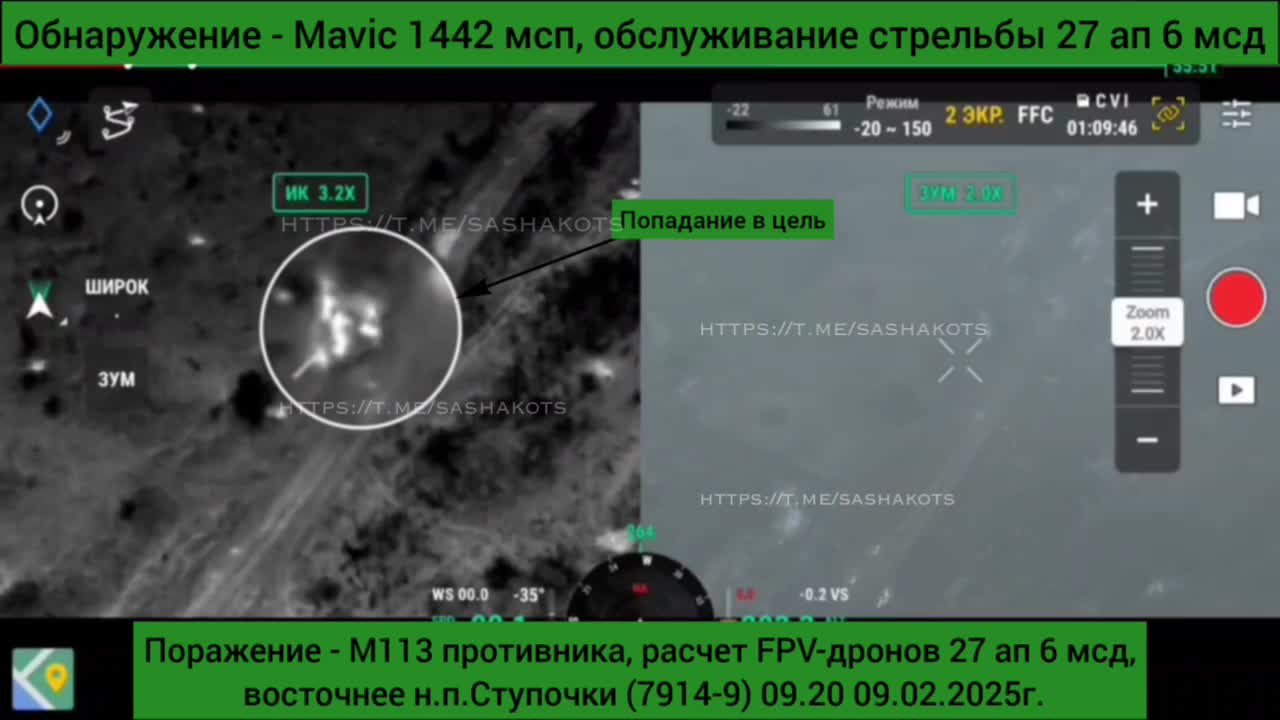 Обнаружение - Mavic 1442 мсп, обслуживание стрельбы 27 ап 6 мсд
55:51
-22 61
Режим
-20 ~ 150
2 ЭКР.
FFC
CVI
01:09:46
ИК 3.2X
ЗУМ 2.0X
HTTPS://T.ME/SASHAKOTS
Попадание в цель
ШИРОК
ЗУМ
Zoom
2.0X
HTTPS://T.ME/SASHAKOTS
HTTPS://T.ME/SASHAKOTS
HTTPS://T.ME/SASHAKOTS
264
WS 00.0 -35°
-0.2 VS
Поражение - М113 противника, расчет FPV-дронов 27 ап 6 мсд,
восточнее н.п.Ступочки (7914-9) 09.20 09.02.2025г.